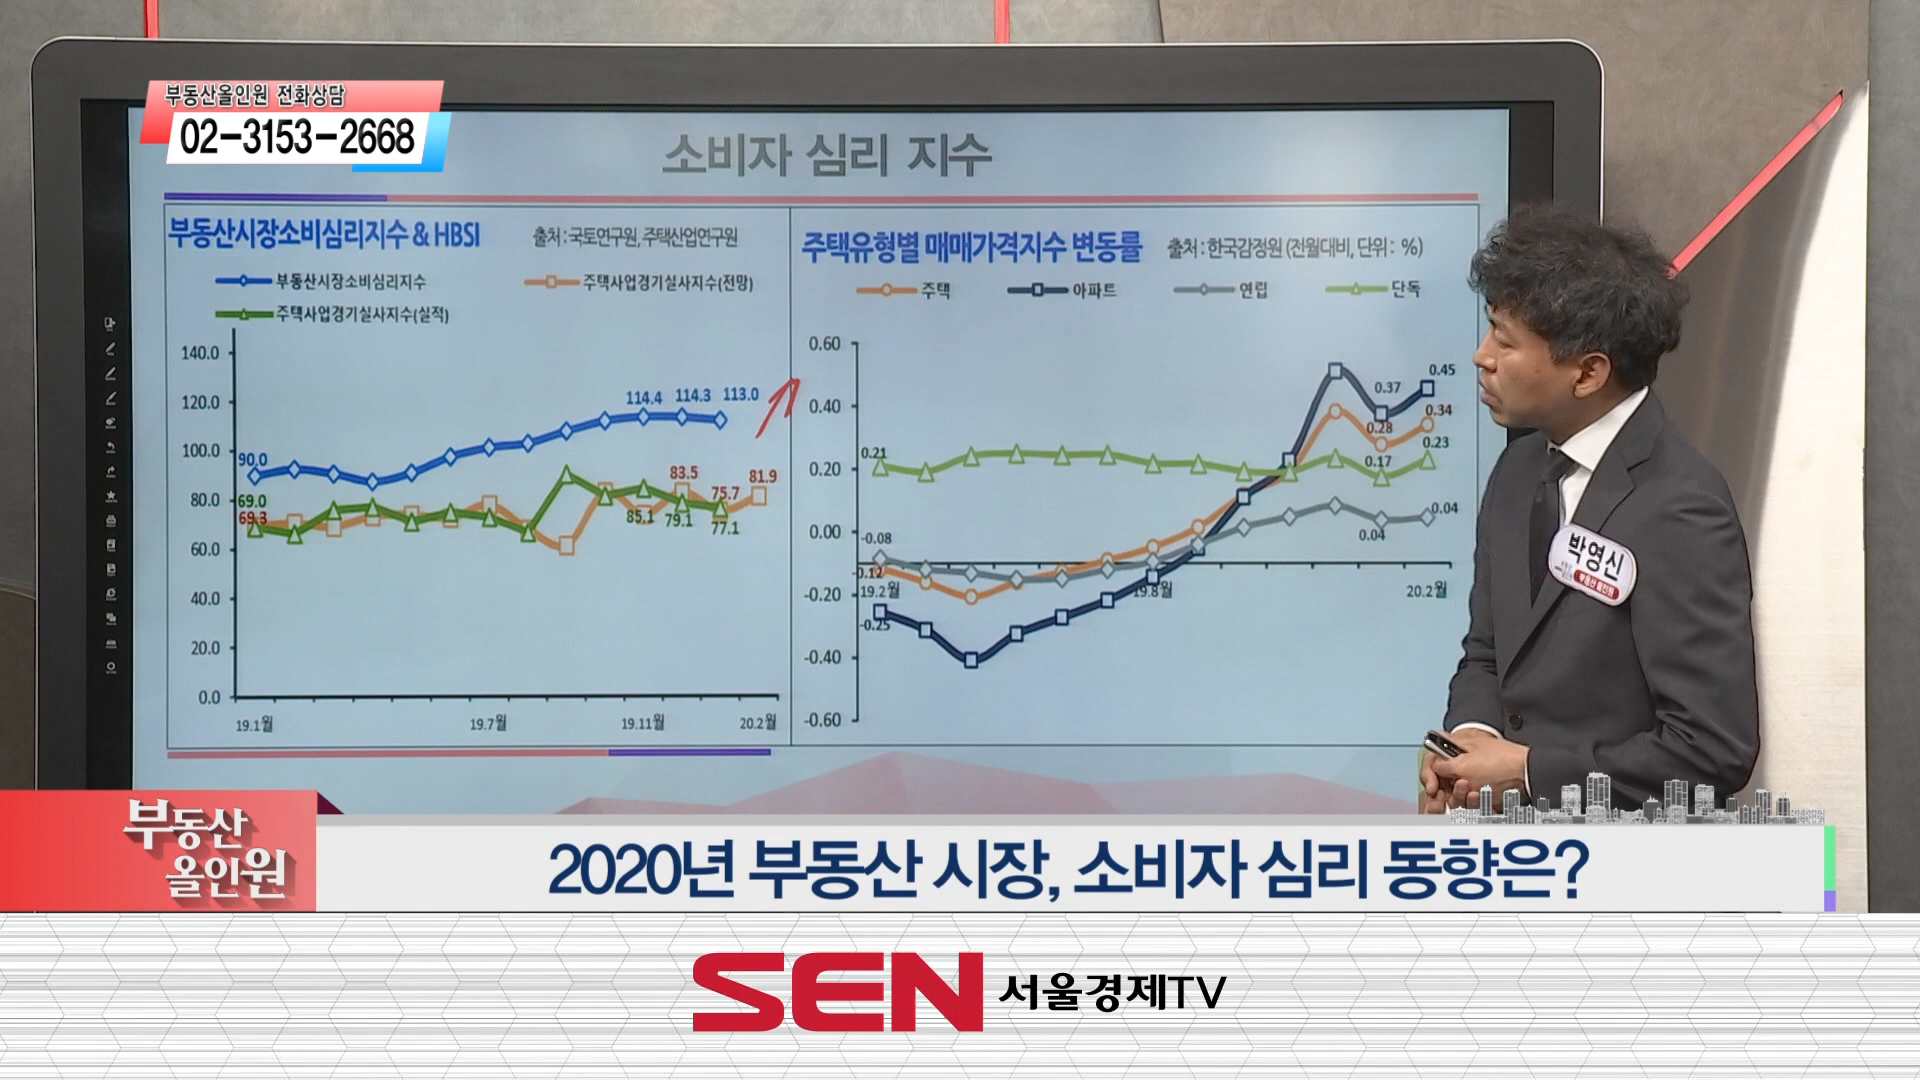 부동산올인원 전화상담
02-3153-2668
소비자 심리 지수
부동산시장소비심리지수 & HBSI
출처 : 국토연구원, 주택산업연구원
부동산시장소비심리지수
주택사업경기실사지수(전망)
주택사업경기실사지수(실적)
140.0
120.0
100.0
80.0
60.0
40.0
20.0
0.0
90.0
69.0
69.3
114.4
114.3
113.0
83.5
75.7
81.9
85.1
79.1
77.1
19.1월
19.7월
19.11월
20.2월
주택유형별 매매가격지수 변동률
출처 : 한국감정원 (전월대비, 단위 : %)
주택
아파트
연립
단독
0.60
0.40
0.20
0.00
-0.20
-0.40
-0.60
0.21
-0.08
-0.12
-0.25
0.37
0.45
0.28
0.34
0.17
0.23
0.04
0.04
19.2월
19.8월
20.2월
박영신
부동산 올인원
부동산
올인원
2020년 부동산 시장, 소비자 심리 동향은?
SEN 서울경제TV